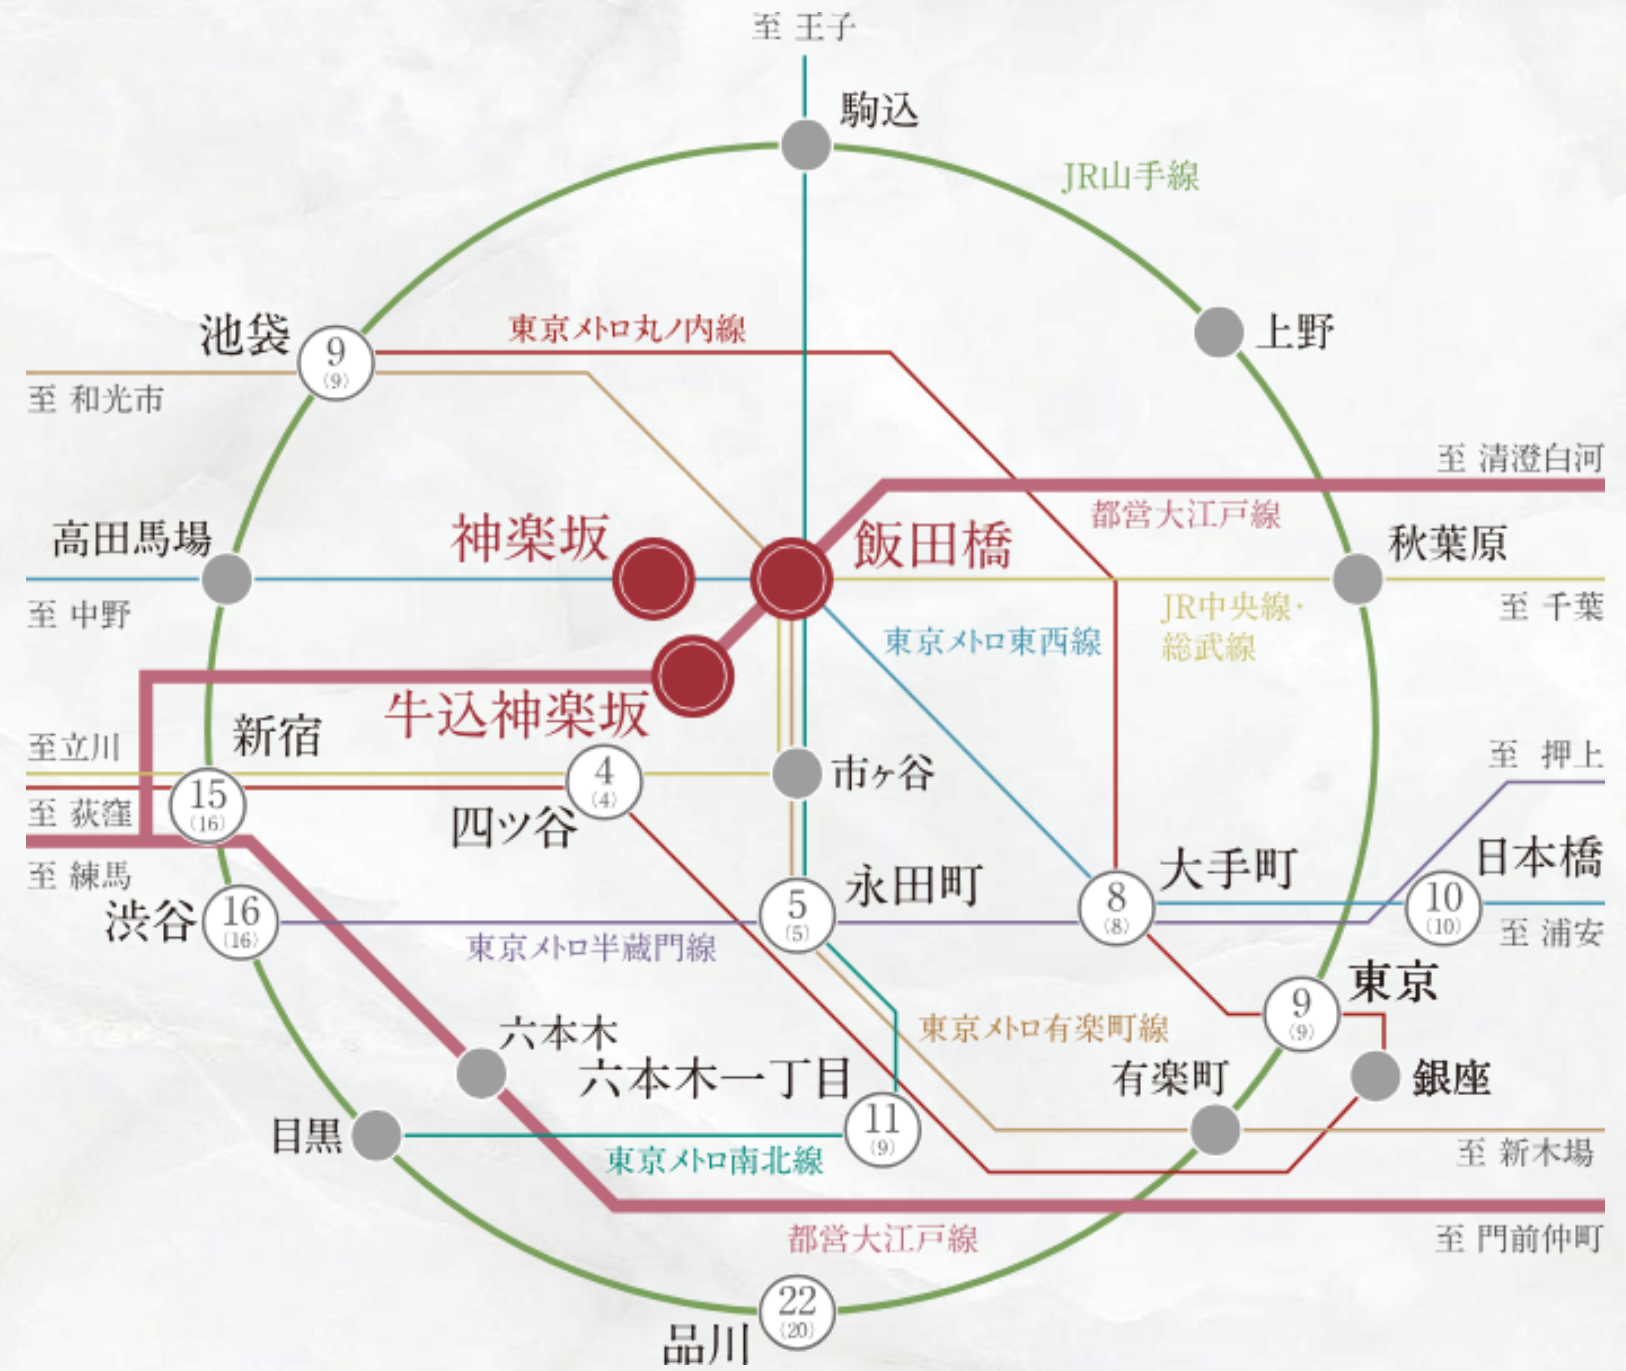 至 王子
駒込
JR山手線
池袋
9
(9)
東京メトロ丸ノ内線
上野
至 和光市
至 清澄白河
都営大江戸線
高田馬場
神楽坂
飯田橋
秋葉原
至 中野
JR中央線・
総武線
至 千葉
東京メトロ東西線
牛込神楽坂
新宿
至立川
15
(16)
4
(4)
四ツ谷
市ヶ谷
至 押上
至 荻窪
至 練馬
渋谷
16
(16)
東京メトロ半蔵門線
5
(5)
永田町
8
(8)
大手町
日本橋
10
(10)
至 浦安
東京
9
(9)
六本木
六本木一丁目
11
(9)
東京メトロ有楽町線
有楽町
銀座
目黒
東京メトロ南北線
至 新木場
都営大江戸線
至 門前仲町
22
(20)
品川